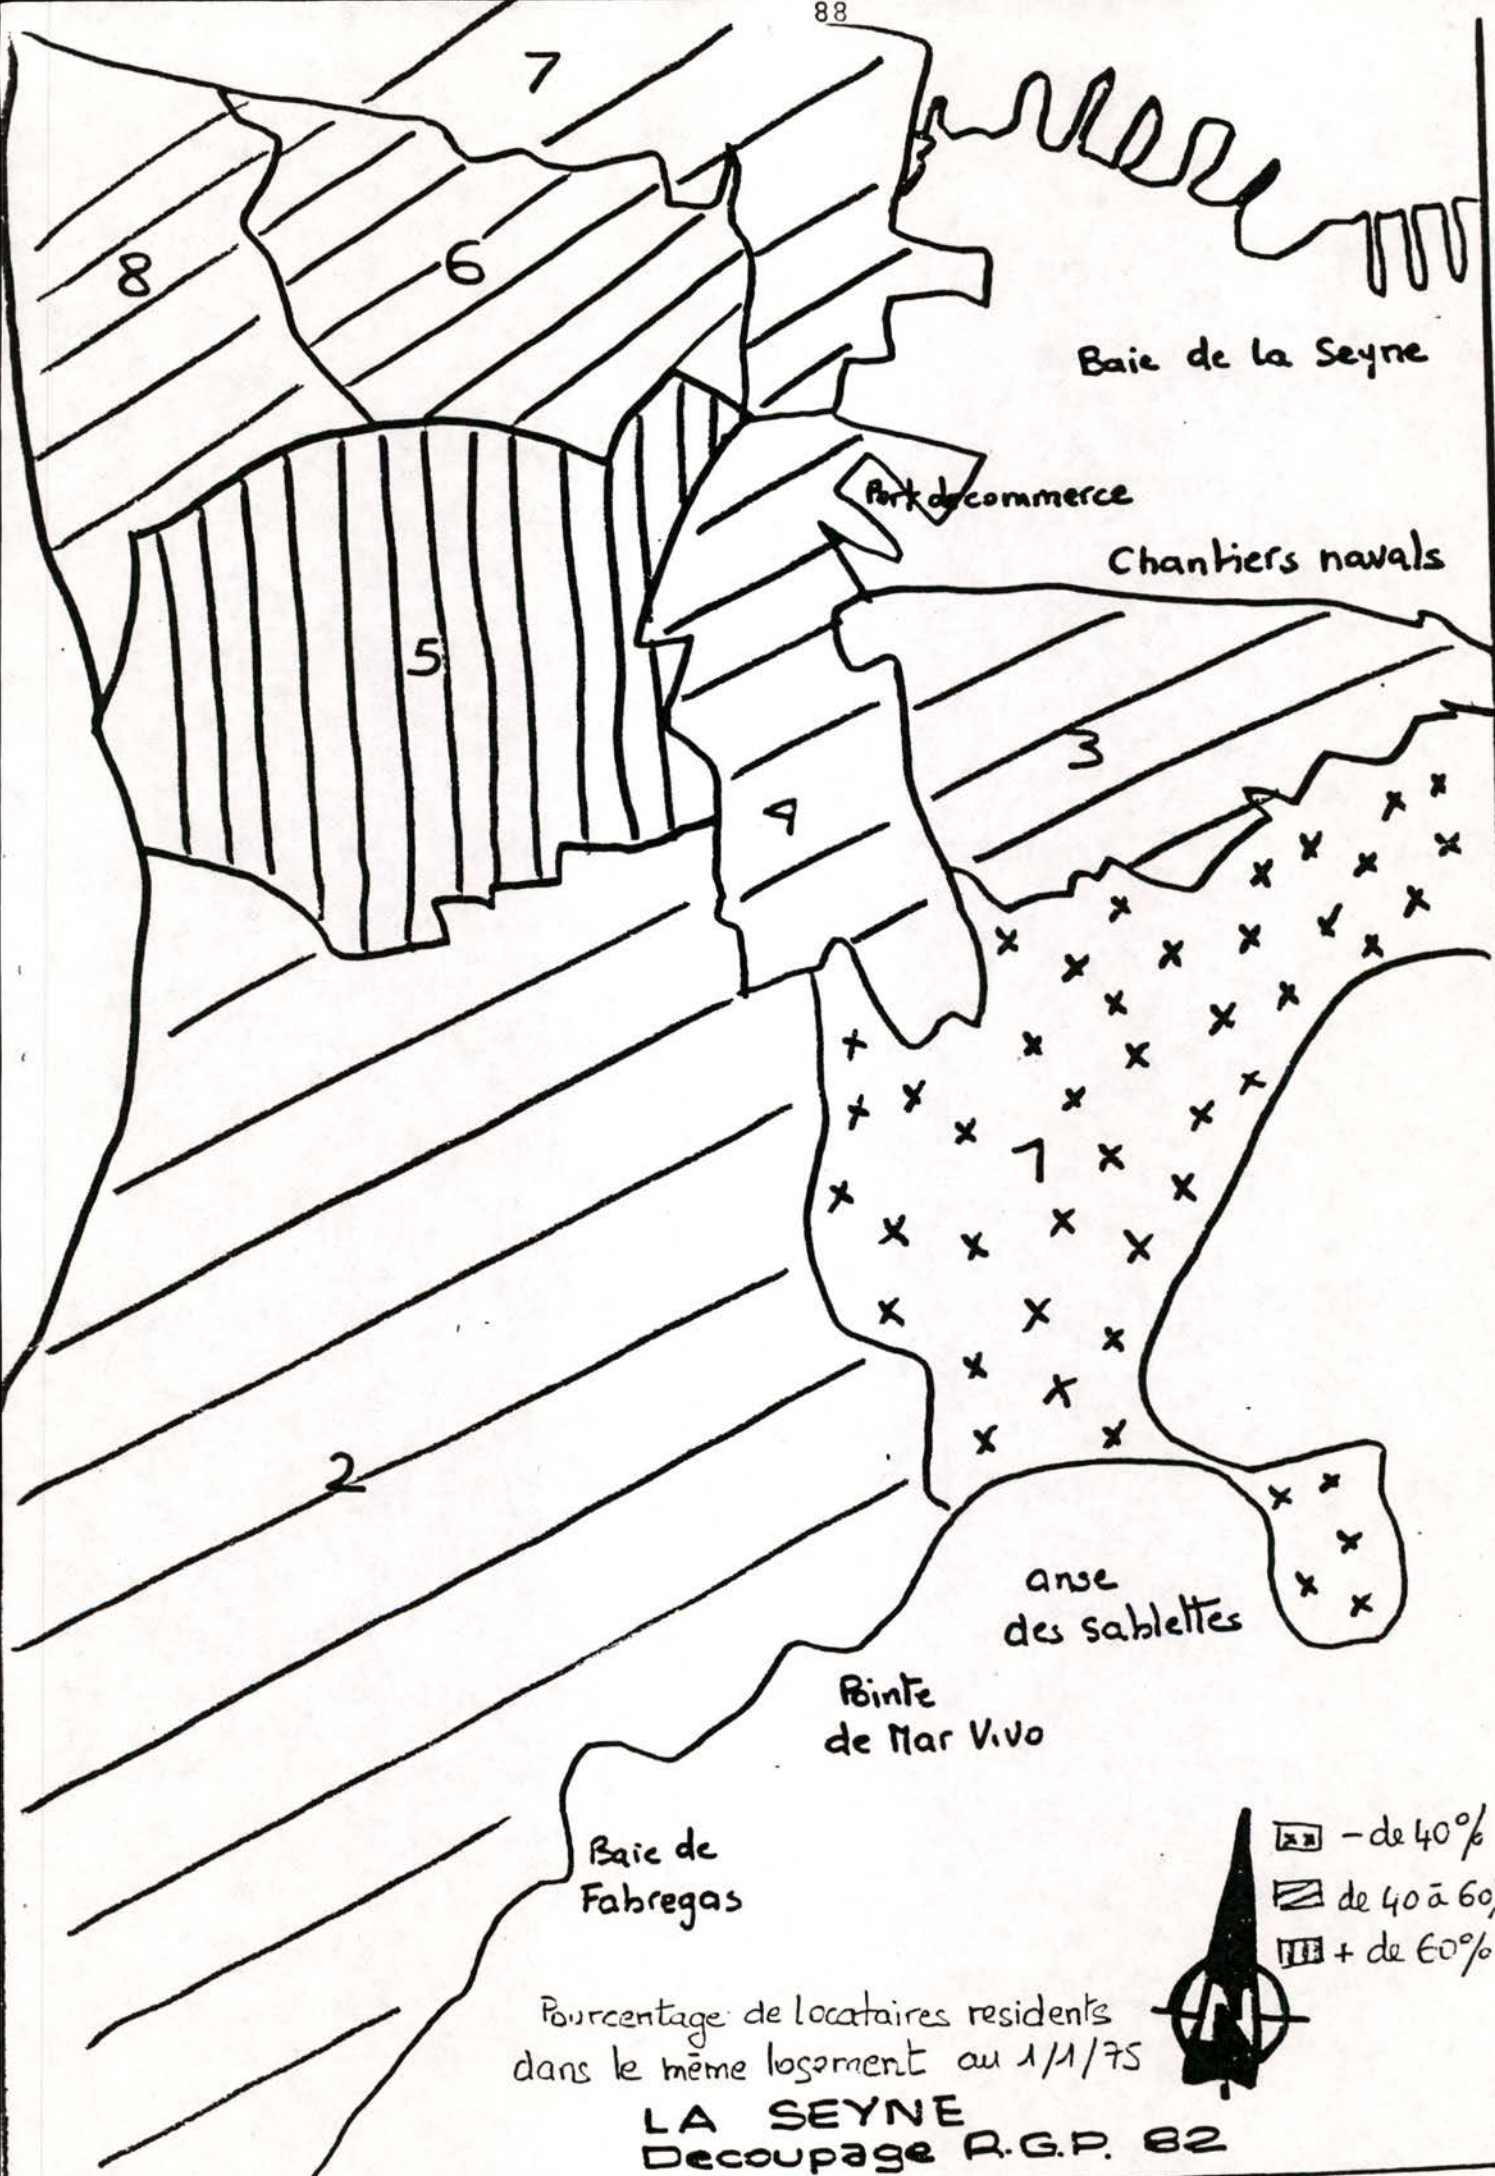 88
7
8
6
Baie de la Seyne
Port de commerce
Chantiers navals
5
3
4
1
2
anse
des sablettes
Pointe
de Mar Vivo
Baie de
Fabregas
- de 40%
de 40 à 60%
+ de 60%
N
Pourcentage de locataires residents
dans le même logement au 1/1/75
LA SEYNE
Decoupage R.G.P. 82